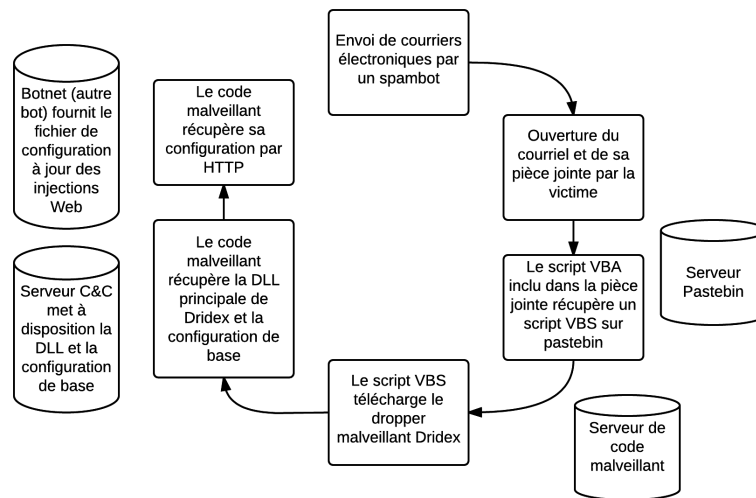 Envoi de courriers
électroniques par
un spambot
Botnet (autre
bot) fournit le
fichier de
configuration
à jour des
injections
Web
Le code
malveillant
récupère sa
configuration par
HTTP
Ouverture du
courriel et de sa
pièce jointe par la
victime
Le code
malveillant
récupère la DLL
principale de
Dridex et la
configuration de
base
Le script VBA
inclu dans la pièce
jointe récupère un
script VBS sur
pastebin
Serveur
Pastebin
Serveur C&C
met à
disposition la
DLL et la
configuration
de base
Le script VBS
télécharge le
dropper
malveillant Dridex
Serveur de
code
malveillant